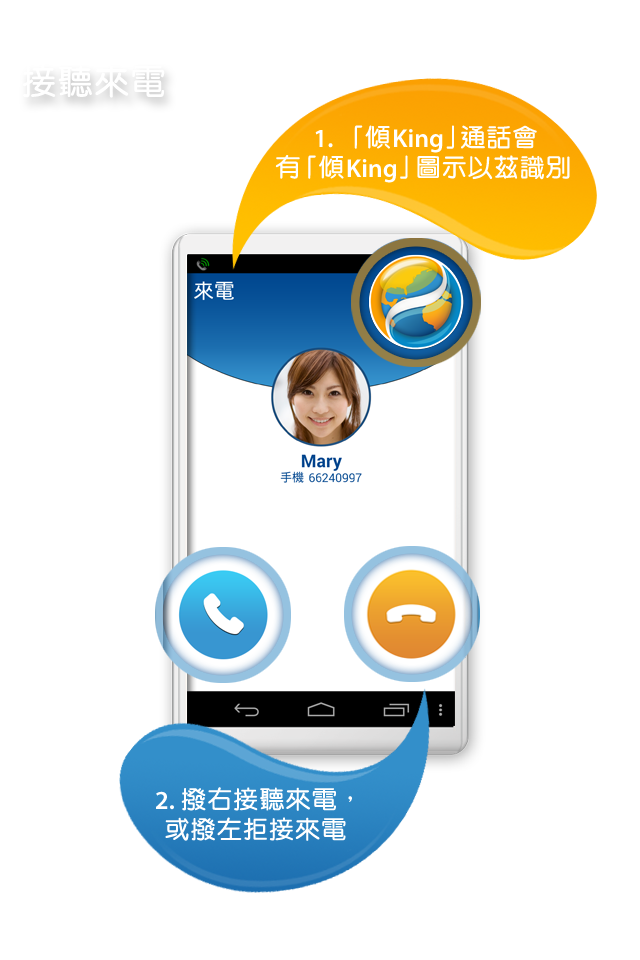 接聽來電
1. 「傾King」通話會
有「傾King」圖示以茲識別
來電
Mary
手機 66240997
2. 撥右接聽來電，
或撥左拒接來電